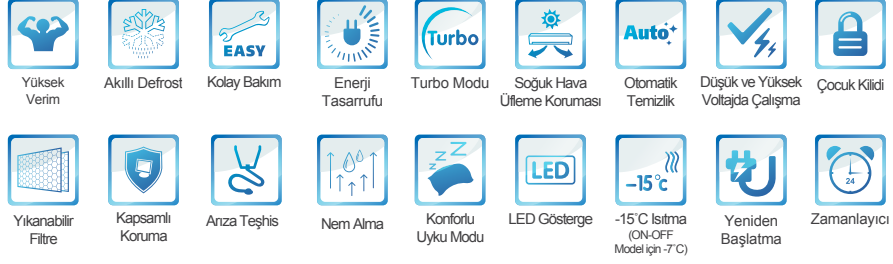 EASY
Turbo
Auto
Yüksek
Verim
Akıllı Defrost
Kolay Bakım
Enerji
Tasarrufu
Turbo Modu
Soğuk Hava
Üfleme Koruması
Otomatik
Temizlik
Düşük ve Yüksek
Voltajda Çalışma
Çocuk Kilidi
z z Z
LED
-15°c
24
Yıkanabilir
Filtre
Kapsamlı
Koruma
Arıza Teşhis
Nem Alma
Konforlu
Uyku Modu
LED Gösterge
-15°C Isıtma
(ON-OFF
Model için -7°C)
Yeniden
Başlatma
Zamanlayıcı